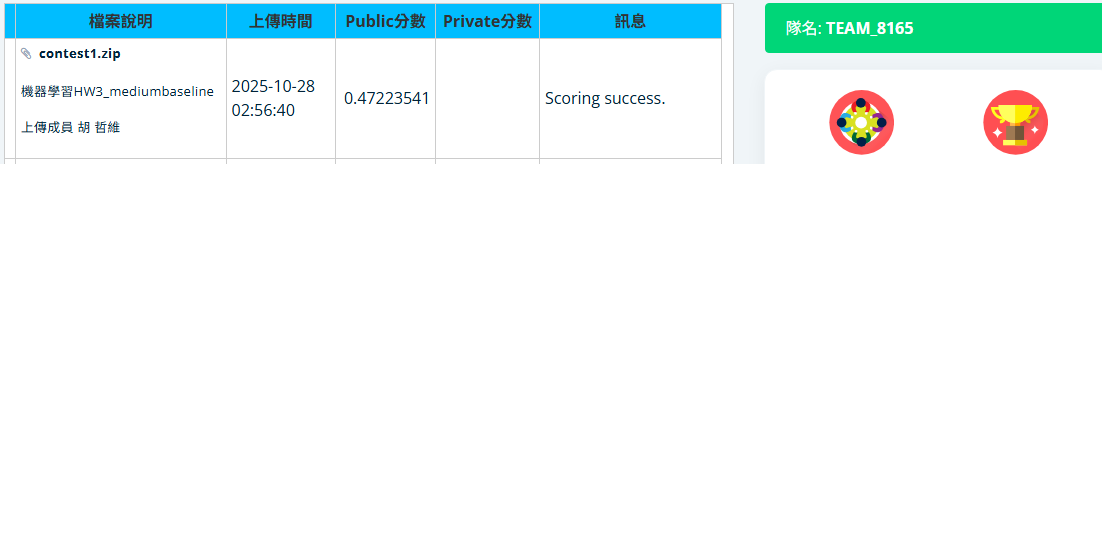 檔案說明 上傳時間 Public分數 Private分數 訊息
contest1.zip
機器學習HW3_mediumbaseline
上傳成員 胡 哲維
2025-10-28
02:56:40
0.47223541
Scoring success.
隊名: TEAM_8165